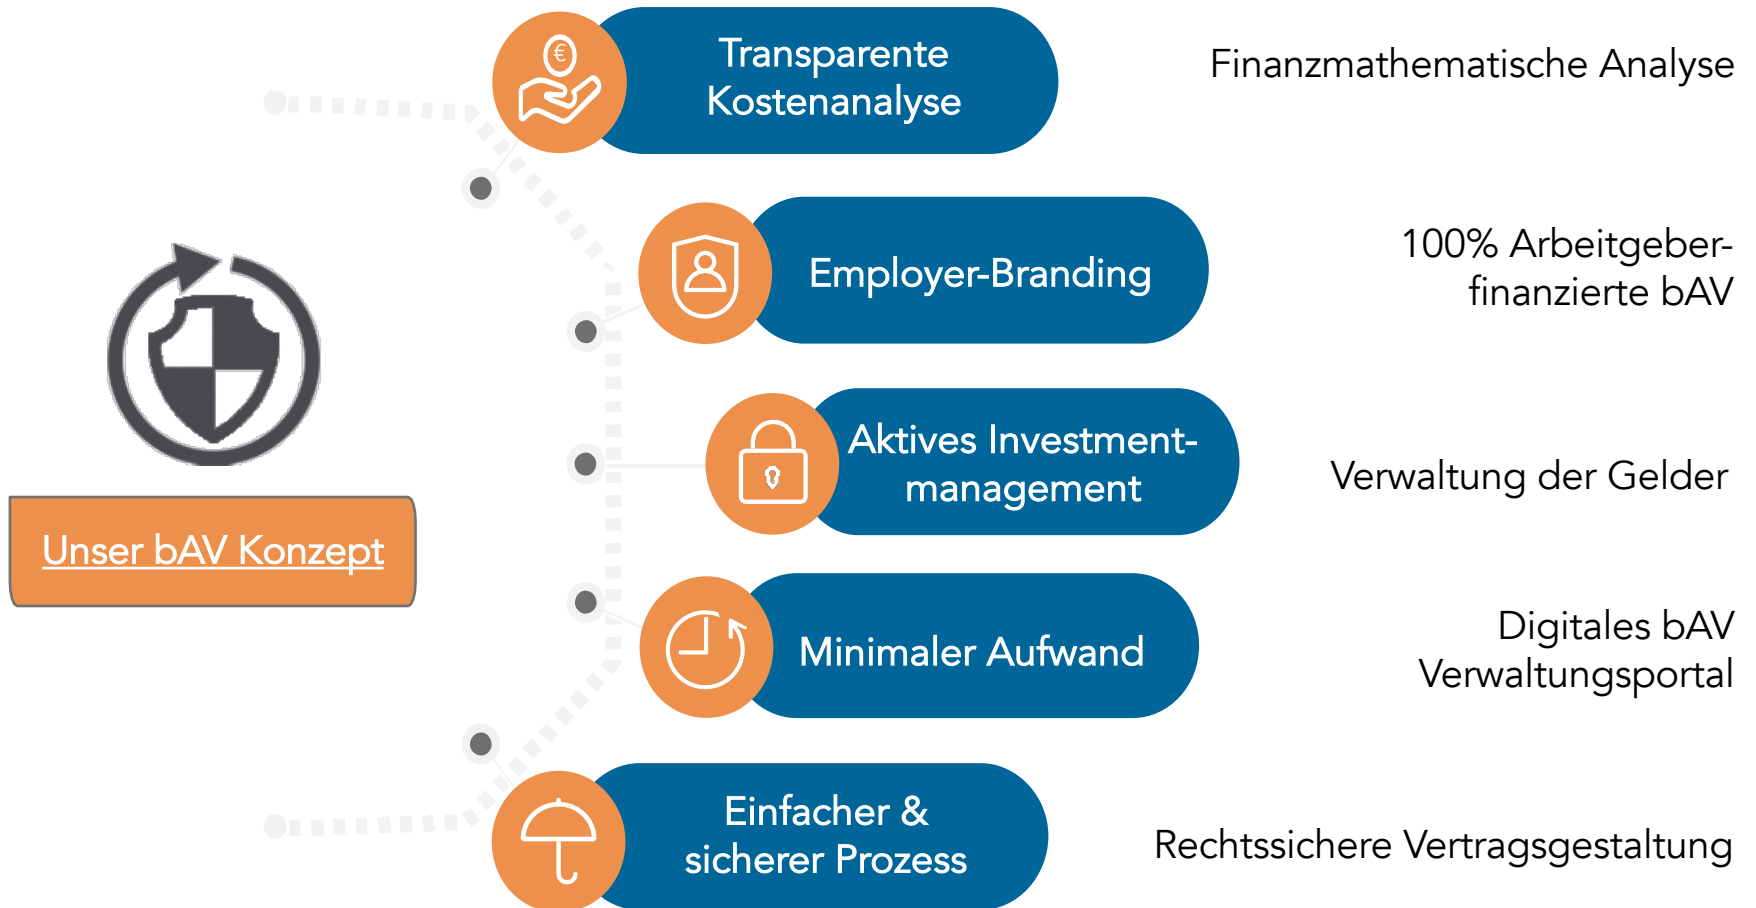 Transparente
Kostenanalyse
Finanzmathematische Analyse
Employer-Branding
100% Arbeitgeber-
finanzierte bAV
Aktives Investment-
management
Verwaltung der Gelder
Unser bAV Konzept
Minimaler Aufwand
Digitales bAV
Verwaltungsportal
Einfacher &
sicherer Prozess
Rechtssichere Vertragsgestaltung